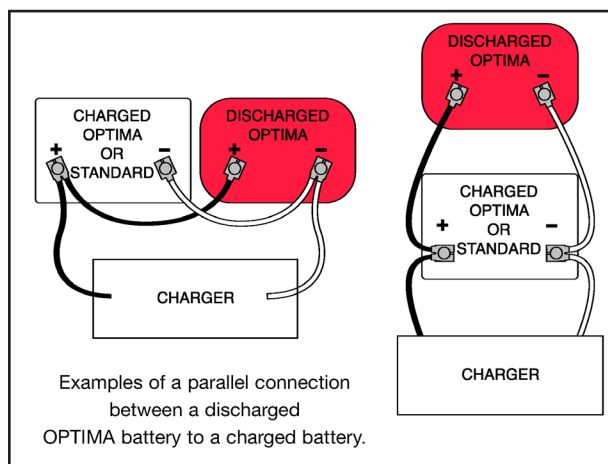 CHARGED
OPTIMA
OR
STANDARD
+
−
DISCHARGED
OPTIMA
+
−
CHARGER
Examples of a parallel connection
between a discharged
OPTIMA battery to a charged battery.
DISCHARGED
OPTIMA
+
−
CHARGED
OPTIMA
OR
STANDARD
+
−
CHARGER